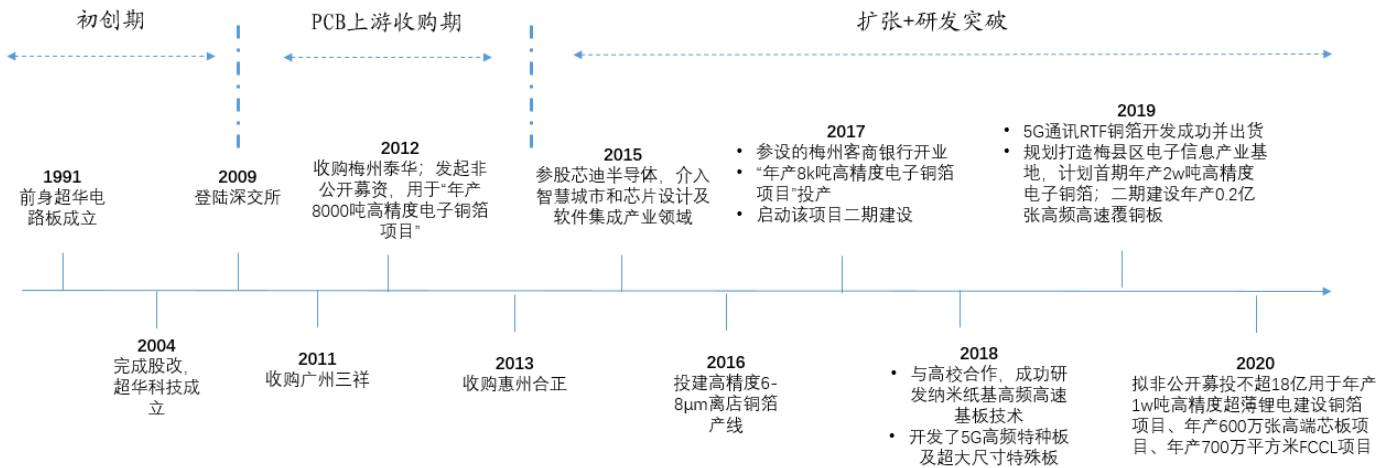 初创期
PCB上游收购期
扩张+研发突破
1991
前身超华电
路板成立
2009
登陆深交所
2012
收购梅州泰华；发起非
公开募资，用于“年产
8000吨高精度电子铜箔
项目”
2015
参股芯迪半导体，介入
智慧城市和芯片设计及
软件集成产业领域
2017
• 参设的梅州客商银行开业
• “年产8k吨高精度电子铜箔
项目”投产
• 启动该项目二期建设
2019
• 5G通讯RTF铜箔开发成功并出货
• 规划打造梅县区电子信息产业基
地，计划首期年产2w吨高精度
电子铜箔；二期建设年产0.2亿
张高频高速覆铜板
2004
完成股改，
超华科技成
立
2011
收购广州三祥
2013
收购惠州合正
2016
投建高精度6-
8μm离店铜箔
产线
2018
• 与高校合作，成功研
发纳米纸基高频高速
基板技术
• 开发了5G高频特种板
及超大尺寸特殊板
2020
拟非公开募投不超18亿用于年产
1w吨高精度超薄锂电建设铜箔
项目、年产600万张高端芯板项
目、年产700万平方米FCCL项目